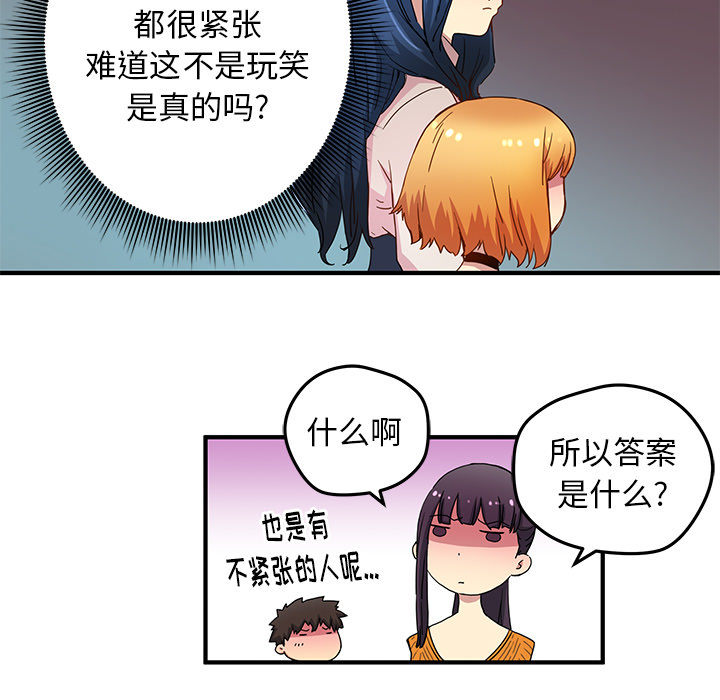 都很紧张
难道这不是玩笑
是真的吗?
什么啊
所以答案
是什么?
也是有
不紧张的人呢...